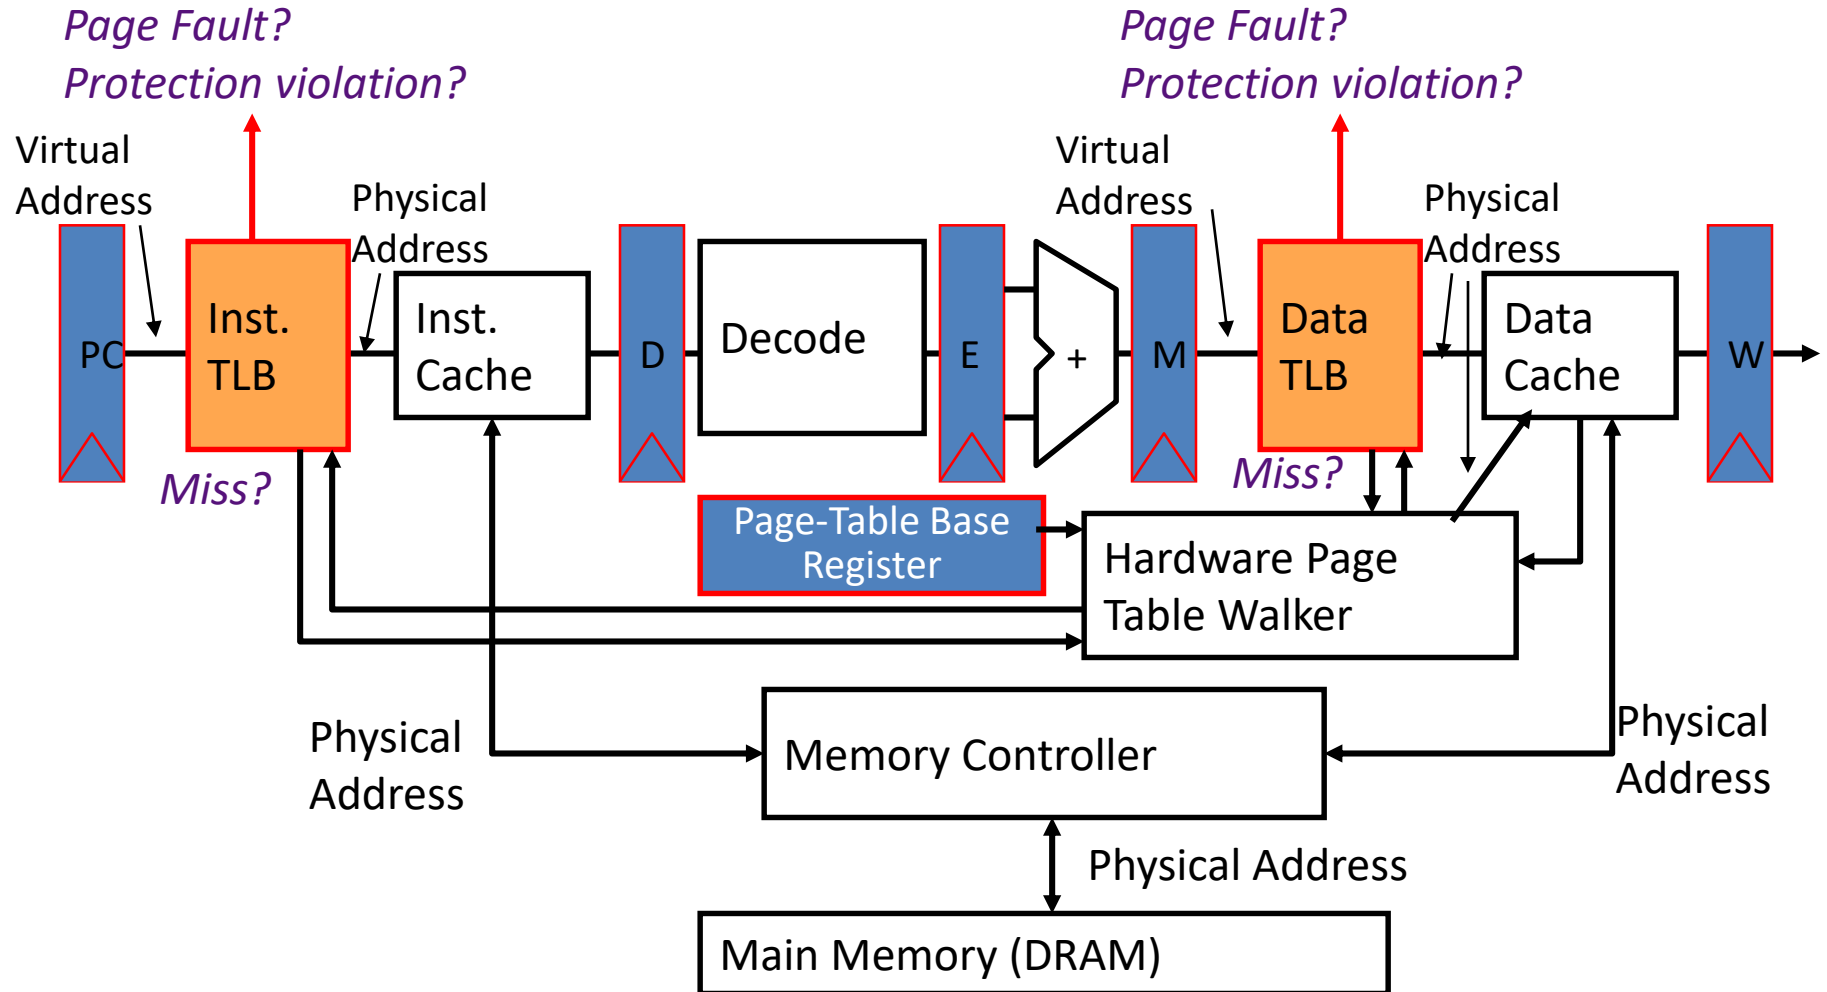 Page Fault?
Protection violation?
Page Fault?
Protection violation?
Virtual
Address
Physical
Address
Virtual
Address
Physical
Address
PC
Inst.
TLB
Inst.
Cache
D
Decode
E
+
M
Data
TLB
Data
Cache
W
Miss?
Miss?
Page-Table Base
Register
Hardware Page
Table Walker
Physical
Address
Memory Controller
Physical
Address
Physical Address
Main Memory (DRAM)